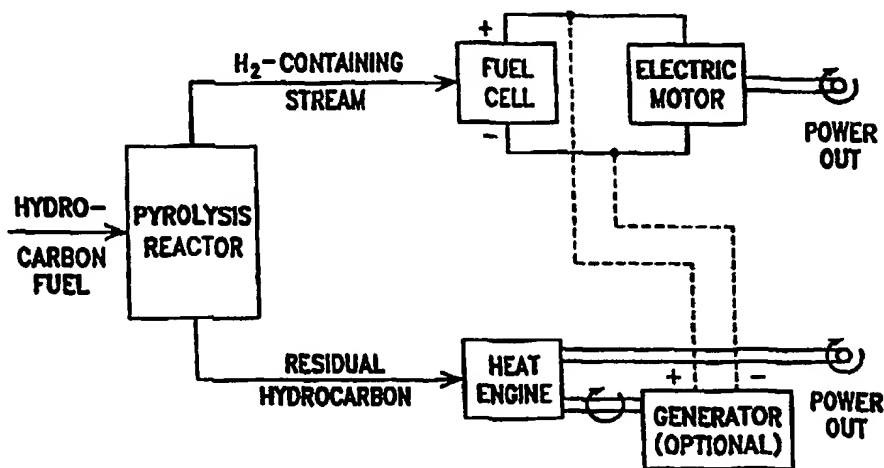 H₂-CONTAINING
STREAM
+
FUEL
CELL
-
ELECTRIC
MOTOR
POWER
OUT
HYDRO-
CARBON
FUEL
PYROLYSIS
REACTOR
RESIDUAL
HYDROCARBON
HEAT
ENGINE
+ -
GENERATOR
(OPTIONAL)
POWER
OUT